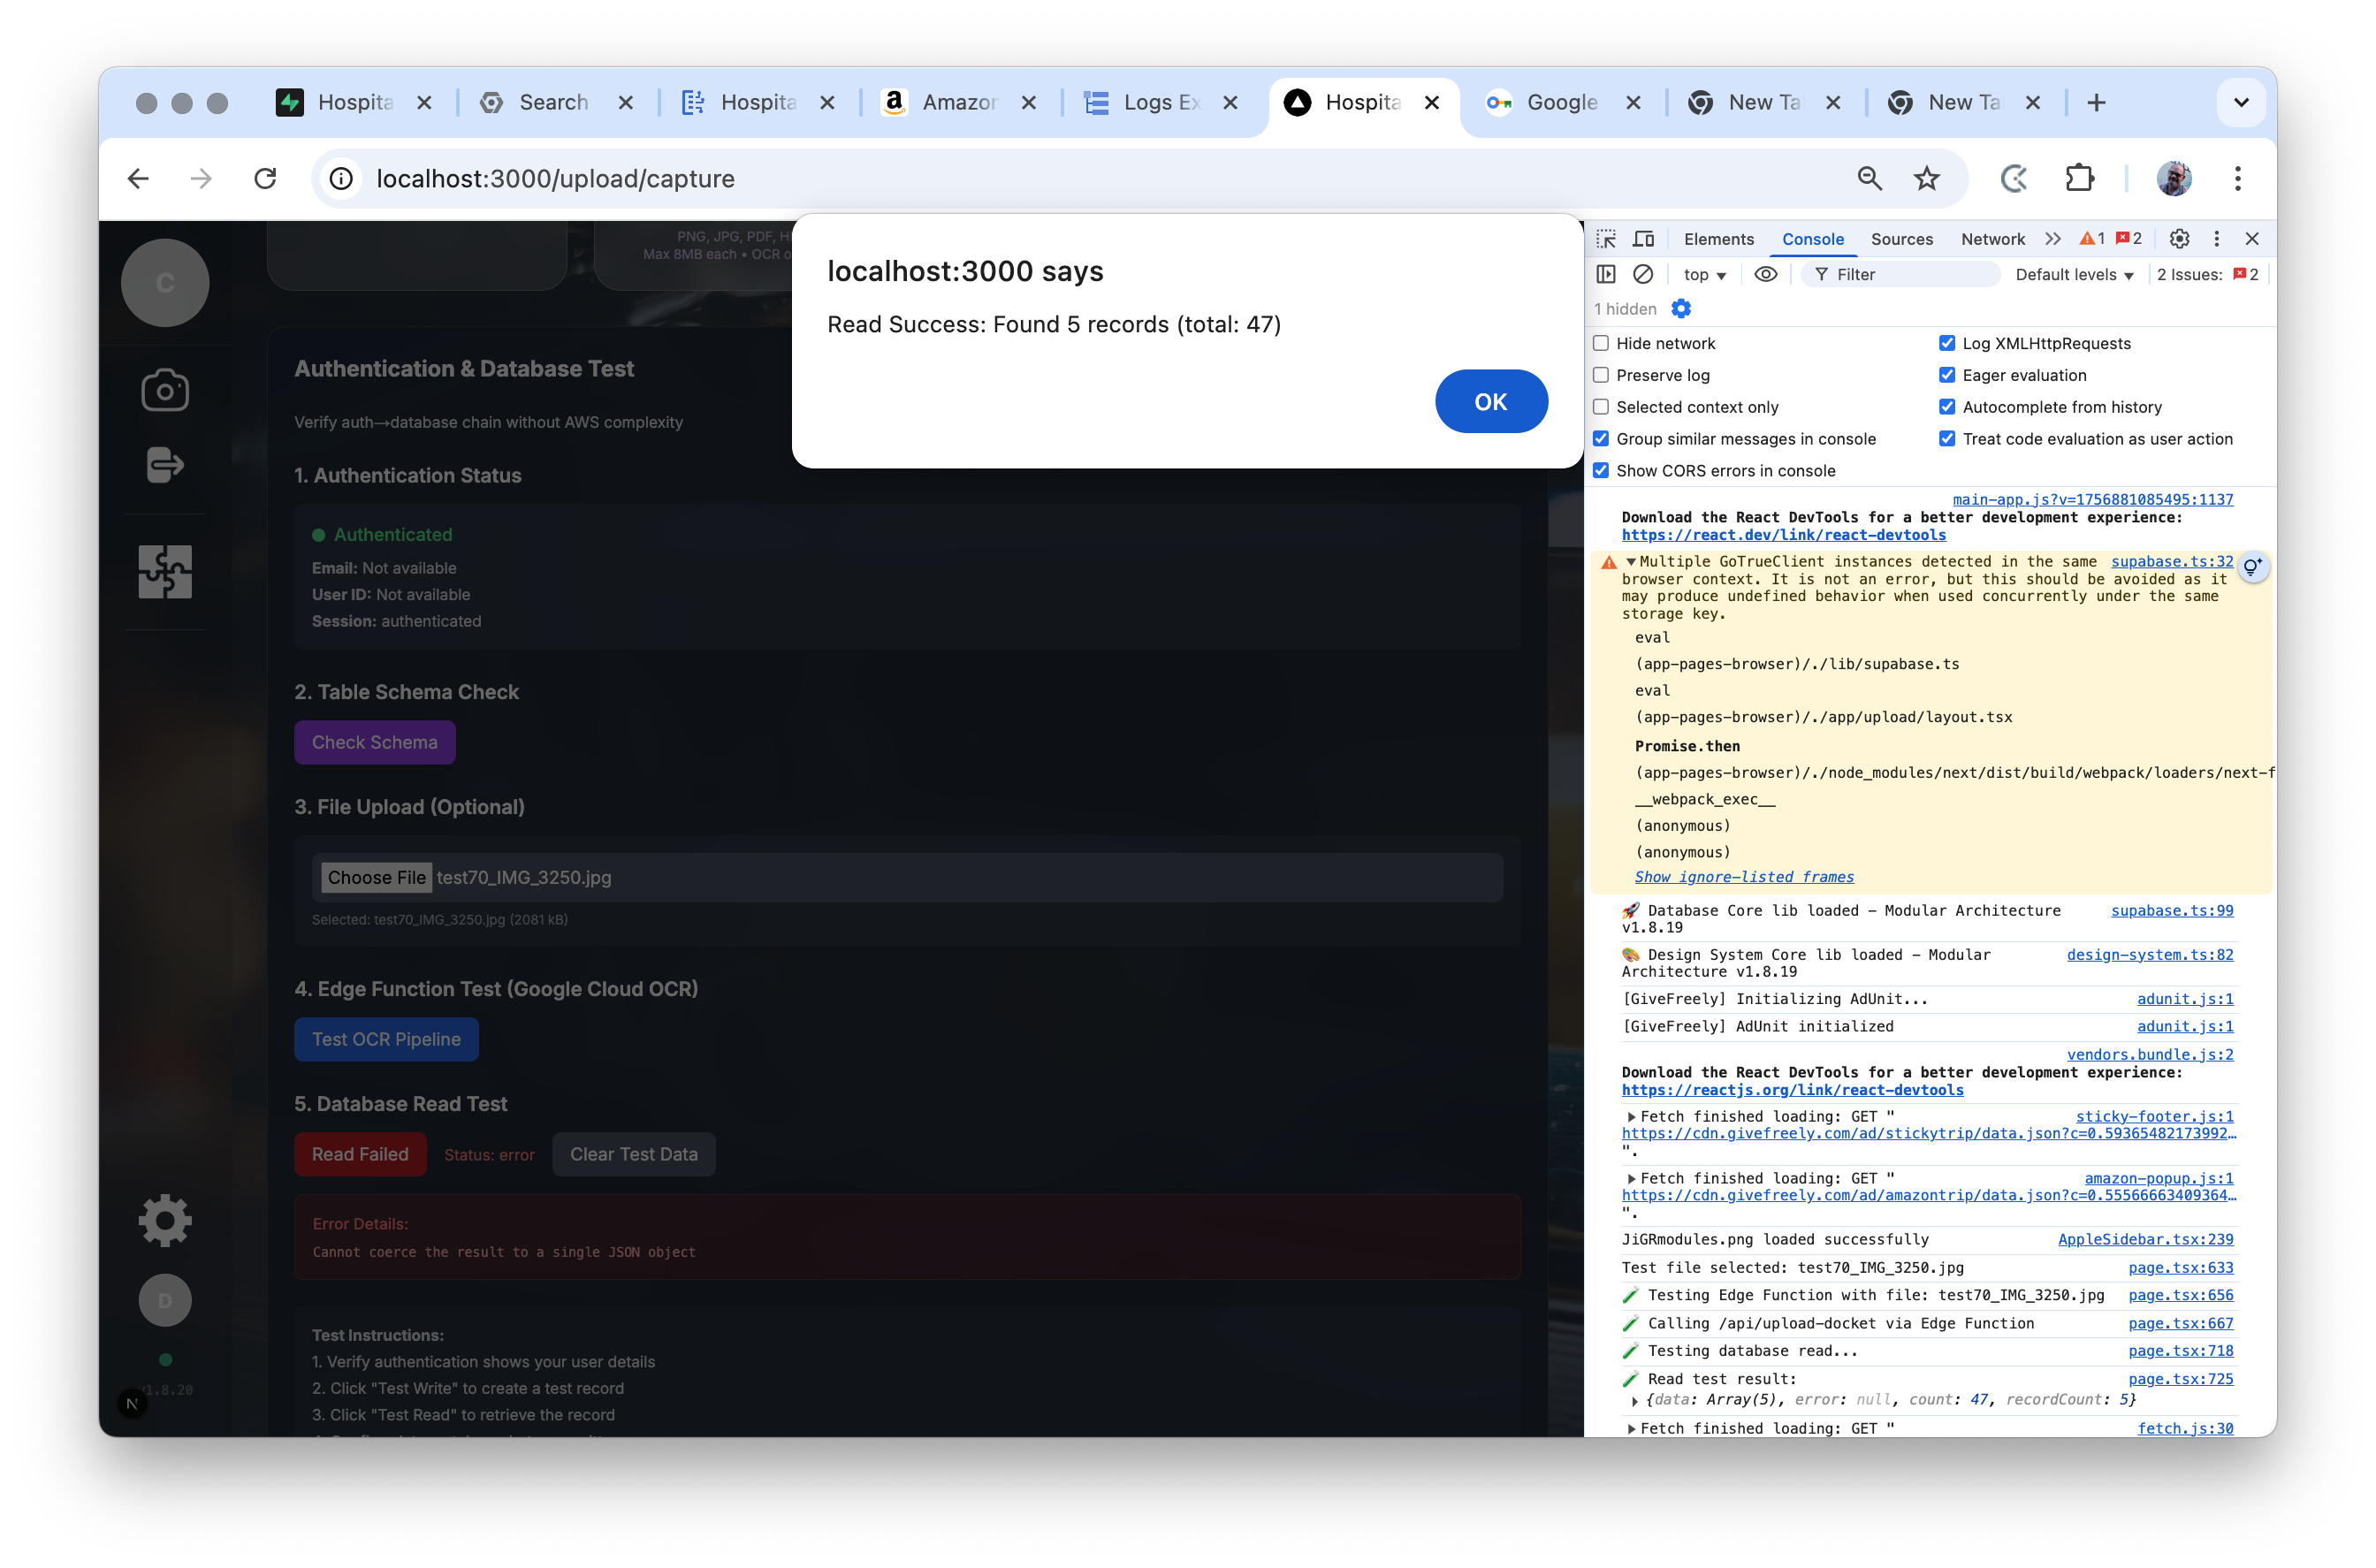 Hospita
Search
Hospita
Amazon
Logs Ex
Hospita
Google
New Ta
New Ta
localhost:3000/upload/capture
localhost:3000 says
Read Success: Found 5 records (total: 47)
OK
C
PNG, JPG, PDF, H
Max 8MB each • OCR o
Authentication & Database Test
Verify auth→database chain without AWS complexity
1. Authentication Status
Authenticated
Email: Not available
User ID: Not available
Session: authenticated
2. Table Schema Check
Check Schema
3. File Upload (Optional)
Choose File test70_IMG_3250.jpg
Selected: test70_IMG_3250.jpg (2081 kB)
4. Edge Function Test (Google Cloud OCR)
Test OCR Pipeline
5. Database Read Test
Read Failed Status: error Clear Test Data
Error Details:
Cannot coerce the result to a single JSON object
Test Instructions:
1. Verify authentication shows your user details
2. Click "Test Write" to create a test record
3. Click "Test Read" to retrieve the record
D
v1.8.20
N
Elements Console Sources Network 1 2
top Filter Default levels 2 Issues: 2
1 hidden
Hide network Log XMLHttpRequests
Preserve log Eager evaluation
Selected context only Autocomplete from history
Group similar messages in console Treat code evaluation as user action
Show CORS errors in console
main-app.js?v=1756881085495:1137
Download the React DevTools for a better development experience:
https://react.dev/link/react-devtools
Multiple GoTrueClient instances detected in the same supabase.ts:32
browser context. It is not an error, but this should be avoided as it
may produce undefined behavior when used concurrently under the same
storage key.
eval
(app-pages-browser)/./lib/supabase.ts
eval
(app-pages-browser)/./app/upload/layout.tsx
Promise.then
(app-pages-browser)/./node_modules/next/dist/build/webpack/loaders/next-f
__webpack_exec__
(anonymous)
(anonymous)
Show ignore-listed frames
🚀 Database Core lib loaded - Modular Architecture supabase.ts:99
v1.8.19
🎨 Design System Core lib loaded - Modular design-system.ts:82
Architecture v1.8.19
[GiveFreely] Initializing AdUnit... adunit.js:1
[GiveFreely] AdUnit initialized adunit.js:1
vendors.bundle.js:2
Download the React DevTools for a better development experience:
https://reactjs.org/link/react-devtools
Fetch finished loading: GET " sticky-footer.js:1
https://cdn.givefreely.com/ad/stickytrip/data.json?c=0.59365482173992…
".
Fetch finished loading: GET " amazon-popup.js:1
https://cdn.givefreely.com/ad/amazontrip/data.json?c=0.55566663409364…
".
JiGRmodules.png loaded successfully AppleSidebar.tsx:239
Test file selected: test70_IMG_3250.jpg page.tsx:633
🧪 Testing Edge Function with file: test70_IMG_3250.jpg page.tsx:656
🧪 Calling /api/upload-docket via Edge Function page.tsx:667
🧪 Testing database read... page.tsx:718
🧪 Read test result: page.tsx:725
{data: Array(5), error: null, count: 47, recordCount: 5}
Fetch finished loading: GET " fetch.js:30